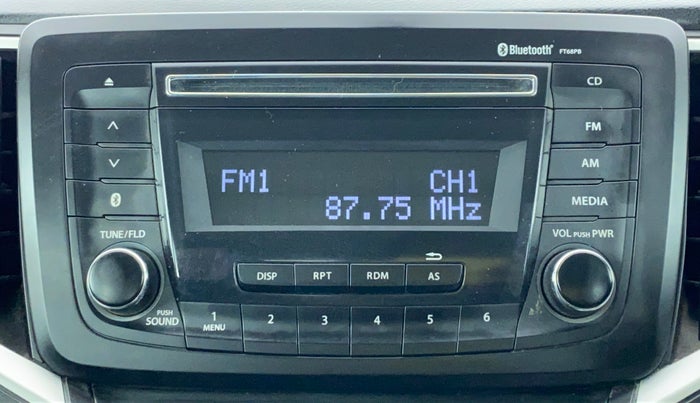 Bluetooth® FT68PB
CD
FM
AM
MEDIA
FM1 CH1
87.75 MHz
TUNE/FLD
VOL PUSH PWR
DISP RPT RDM AS
PUSH
SOUND
1 2 3 4 5 6
MENU